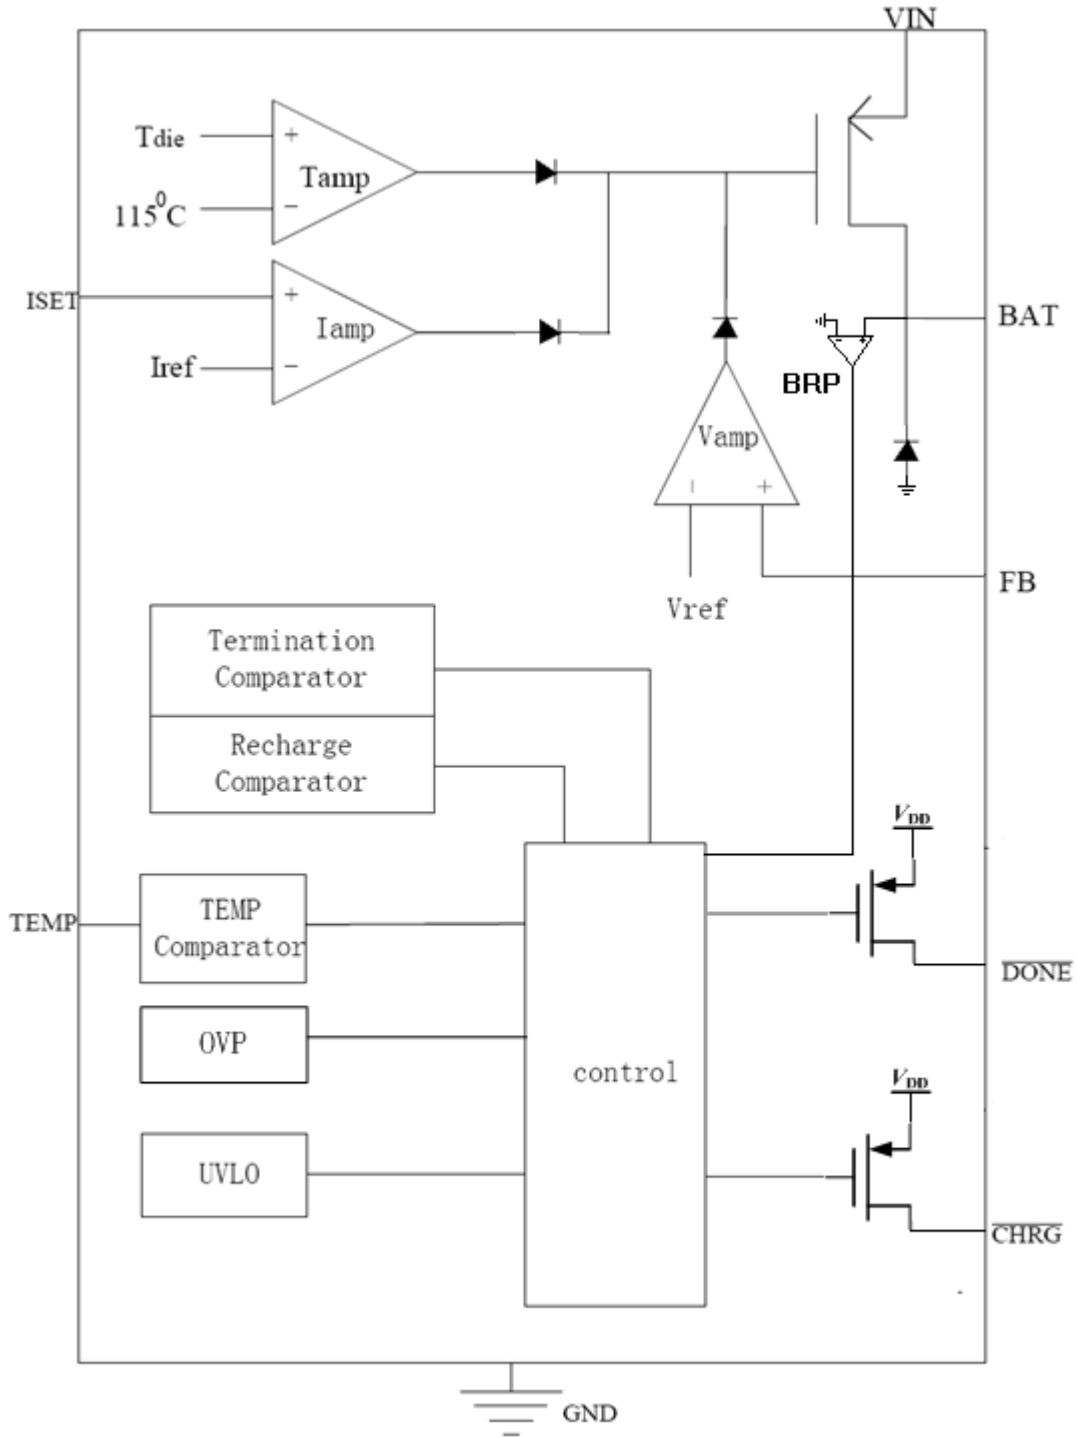 VIN
Tdie
+
Tamp
115⁰C
−
ISET
+
Iamp
Iref
−
BAT
- +
BRP
Vamp
− +
FB
Vref
Termination
Comparator
Recharge
Comparator
VDD
TEMP
TEMP
Comparator
DONE
OVP
control
VDD
UVLO
CHRG
GND